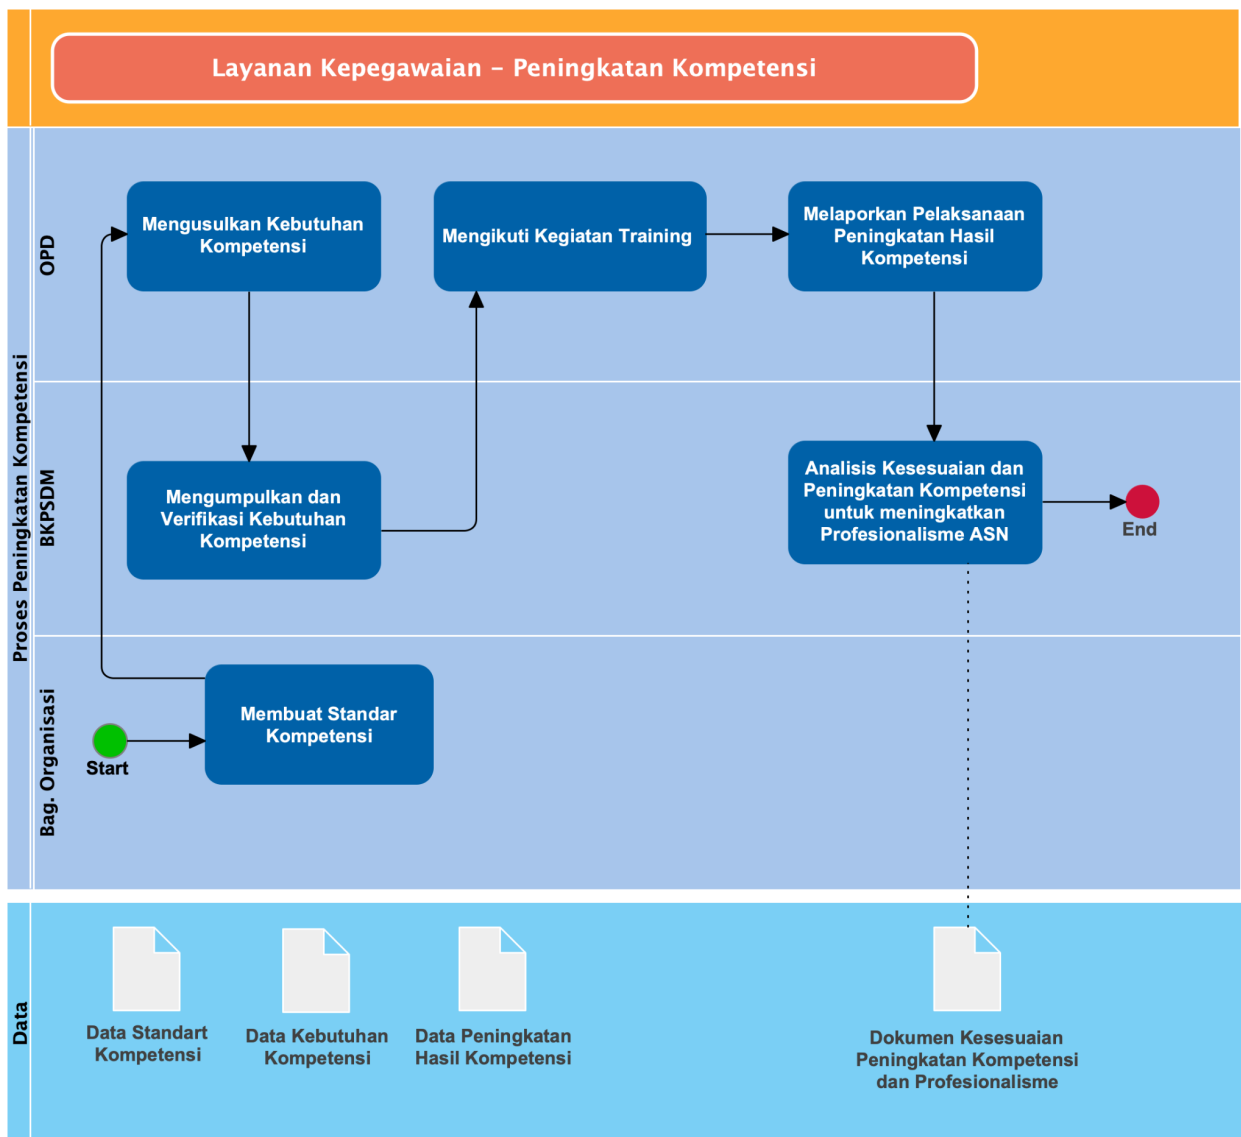 Layanan Kepegawaian – Peningkatan Kompetensi
Proses Peningkatan Kompetensi
OPD
Mengusulkan Kebutuhan
Kompetensi
Mengikuti Kegiatan Training
Melaporkan Pelaksanaan
Peningkatan Hasil
Kompetensi
BKPSDM
Mengumpulkan dan
Verifikasi Kebutuhan
Kompetensi
Analisis Kesesuaian dan
Peningkatan Kompetensi
untuk meningkatkan
Profesionalisme ASN
End
Bag. Organisasi
Start
Membuat Standar
Kompetensi
Data
Data Standart
Kompetensi
Data Kebutuhan
Kompetensi
Data Peningkatan
Hasil Kompetensi
Dokumen Kesesuaian
Peningkatan Kompetensi
dan Profesionalisme